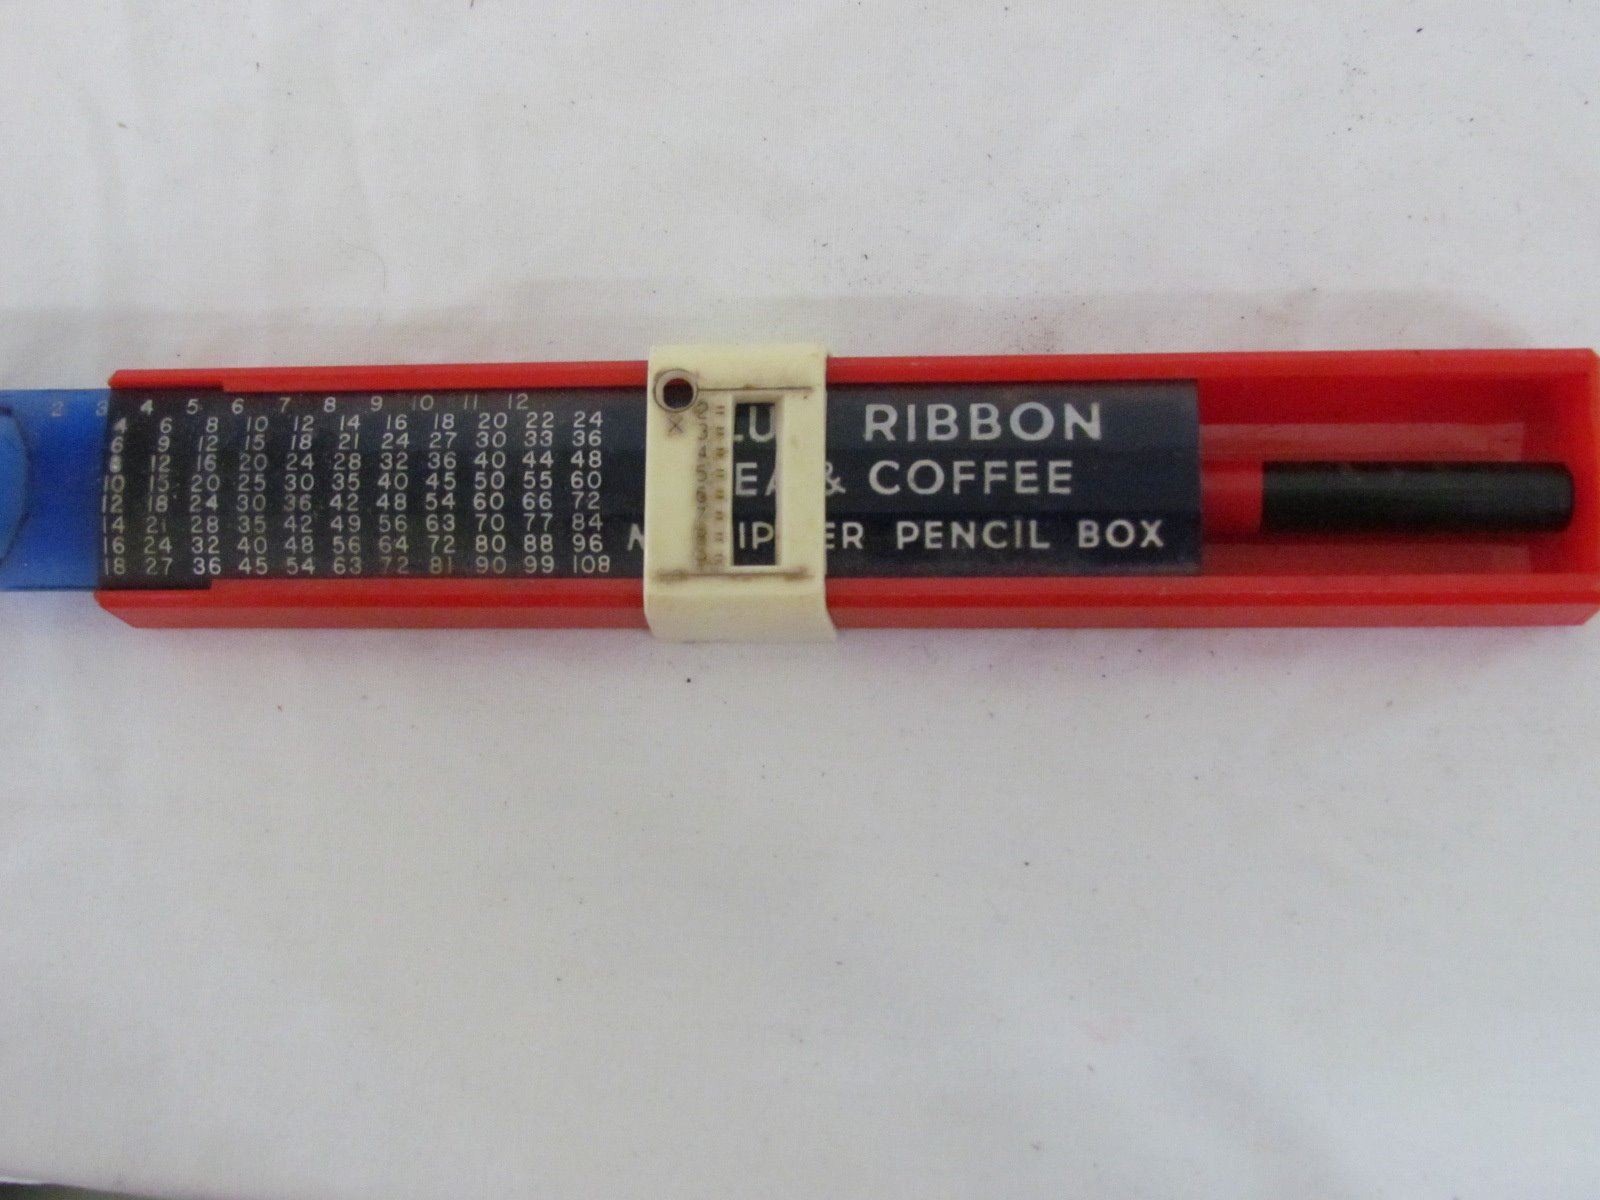 2 3 4 5 6 7 8 9 10 11 12
4 6 8 10 12 14 16 18 20 22 24
6 9 12 15 18 21 24 27 30 33 36
8 12 16 20 24 28 32 36 40 44 48
10 15 20 25 30 35 40 45 50 55 60
12 18 24 30 36 42 48 54 60 66 72
14 21 28 35 42 49 56 63 70 77 84
16 24 32 40 48 56 64 72 80 88 96
18 27 36 45 54 63 72 81 90 99 108
X
RIBBON
& COFFEE
PENCIL BOX